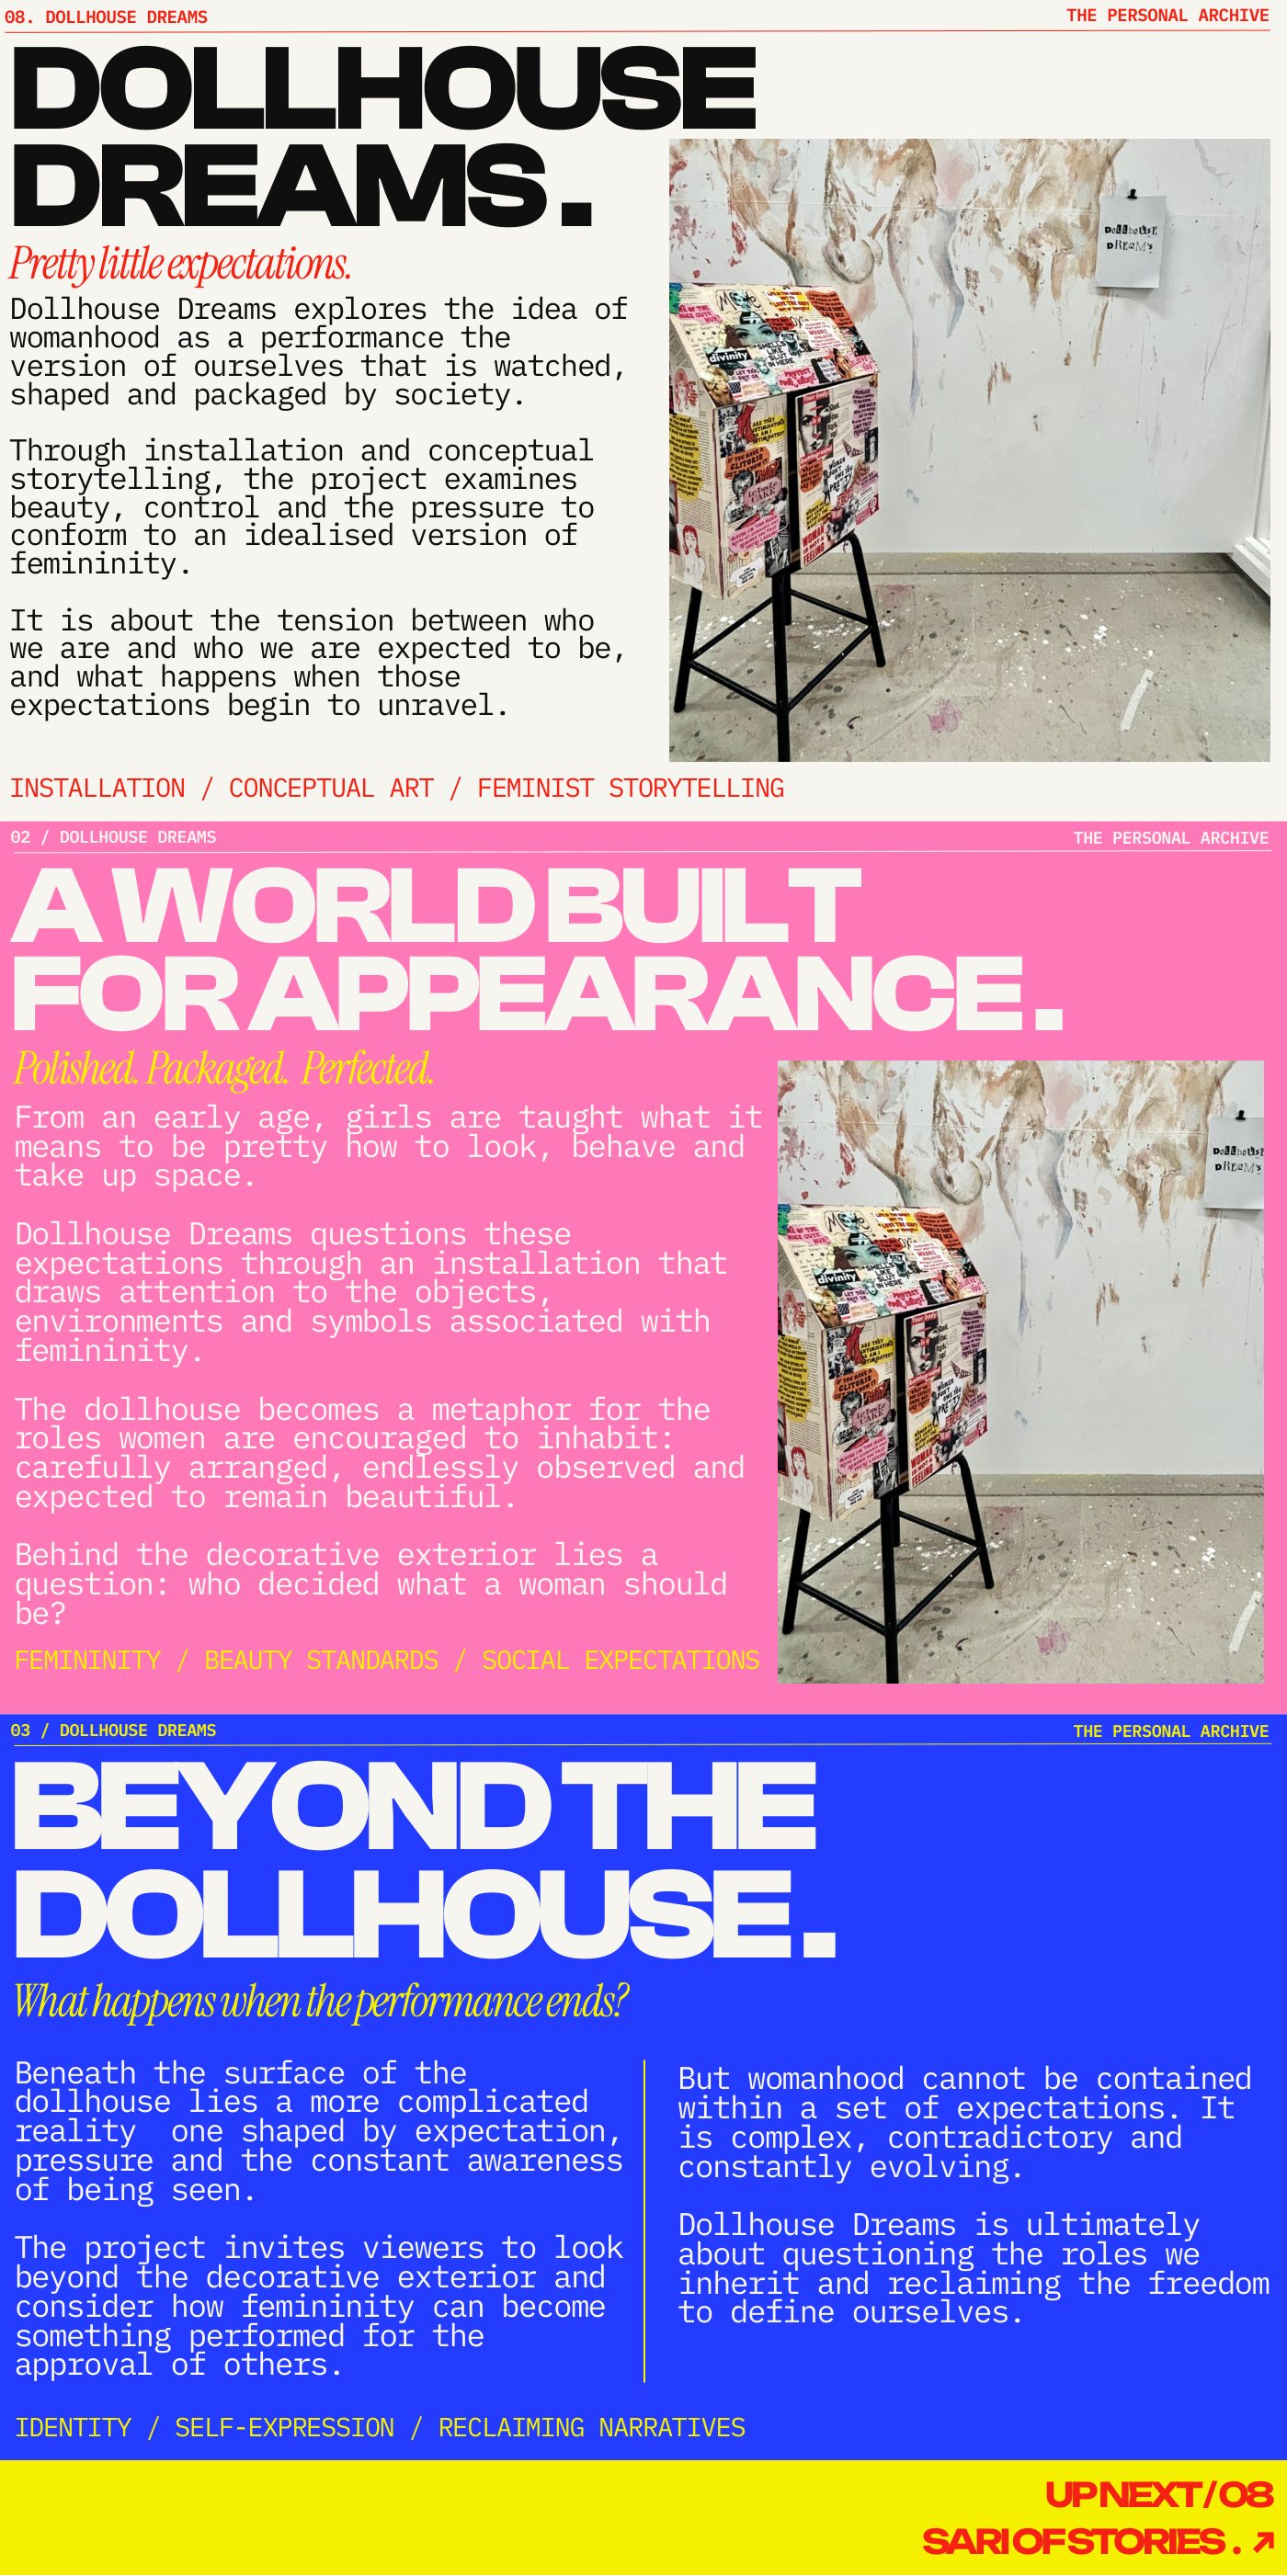 08. DOLLHOUSE DREAMS
THE PERSONAL ARCHIVE
DOLLHOUSE
DREAMS.
Pretty little expectations.
Dollhouse Dreams explores the idea of
womanhood as a performance the
version of ourselves that is watched,
shaped and packaged by society.
Through installation and conceptual
storytelling, the project examines
beauty, control and the pressure to
conform to an idealised version of
femininity.
It is about the tension between who
we are and who we are expected to be,
and what happens when those
expectations begin to unravel.
DollhousE
DREAM's
divinity
WOMAN
FEELING
INSTALLATION / CONCEPTUAL ART / FEMINIST STORYTELLING
02 / DOLLHOUSE DREAMS
THE PERSONAL ARCHIVE
A WORLD BUILT
FOR APPEARANCE.
Polished. Packaged. Perfected.
From an early age, girls are taught what it
means to be pretty how to look, behave and
take up space.
Dollhouse Dreams questions these
expectations through an installation that
draws attention to the objects,
environments and symbols associated with
femininity.
The dollhouse becomes a metaphor for the
roles women are encouraged to inhabit:
carefully arranged, endlessly observed and
expected to remain beautiful.
Behind the decorative exterior lies a
question: who decided what a woman should
be?
DollhousE
DREAM's
divinity
IF YOU HAVE A
CLITORIS
WOMAN
FEELING
FEMININITY / BEAUTY STANDARDS / SOCIAL EXPECTATIONS
03 / DOLLHOUSE DREAMS
THE PERSONAL ARCHIVE
BEYOND THE
DOLLHOUSE.
What happens when the performance ends?
Beneath the surface of the
dollhouse lies a more complicated
reality  one shaped by expectation,
pressure and the constant awareness
of being seen.
The project invites viewers to look
beyond the decorative exterior and
consider how femininity can become
something performed for the
approval of others.
But womanhood cannot be contained
within a set of expectations. It
is complex, contradictory and
constantly evolving.
Dollhouse Dreams is ultimately
about questioning the roles we
inherit and reclaiming the freedom
to define ourselves.
IDENTITY / SELF-EXPRESSION / RECLAIMING NARRATIVES
UP NEXT / 08
SARI OF STORIES. ↗